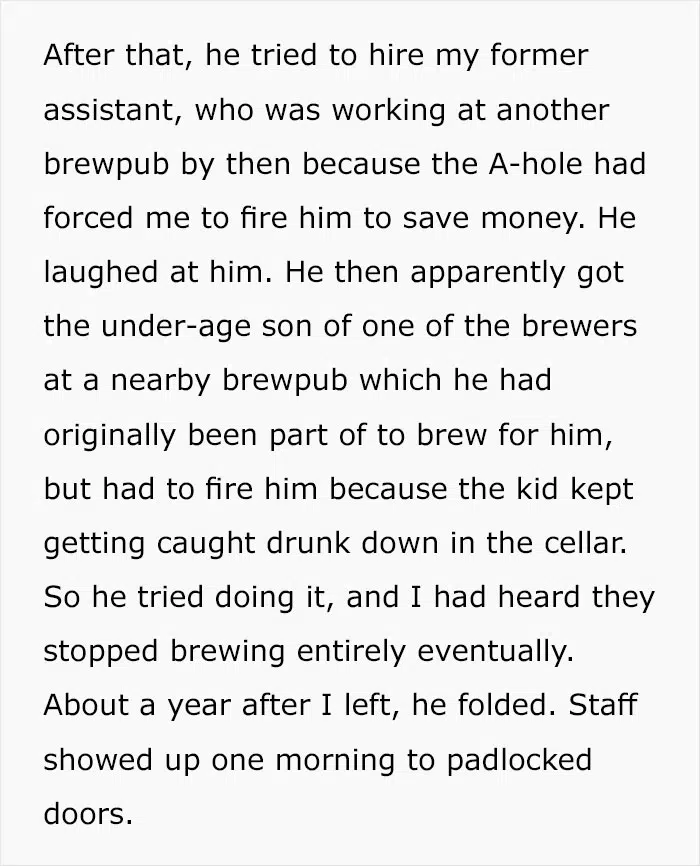 After that, he tried to hire my former
assistant, who was working at another
brewpub by then because the A-hole had
forced me to fire him to save money. He
laughed at him. He then apparently got
the under-age son of one of the brewers
at a nearby brewpub which he had
originally been part of to brew for him,
but had to fire him because the kid kept
getting caught drunk down in the cellar.
So he tried doing it, and I had heard they
stopped brewing entirely eventually.
About a year after I left, he folded. Staff
showed up one morning to padlocked
doors.